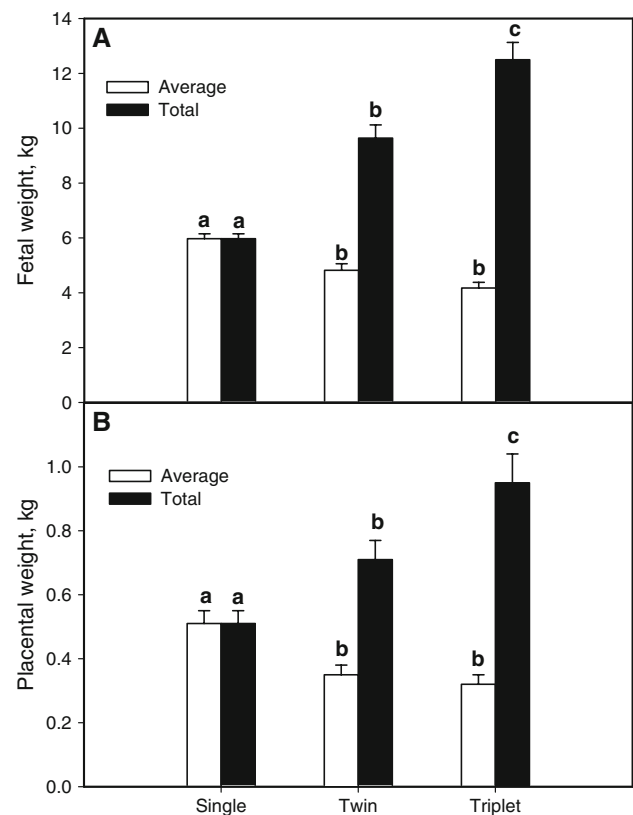 A
Average
Total
Fetal weight, kg
14
12
10
8
6
4
2
0
a a
b b
b c
B
Average
Total
Placental weight, kg
1.0
0.8
0.6
0.4
0.2
0.0
a a
b b
b c
Single Twin Triplet